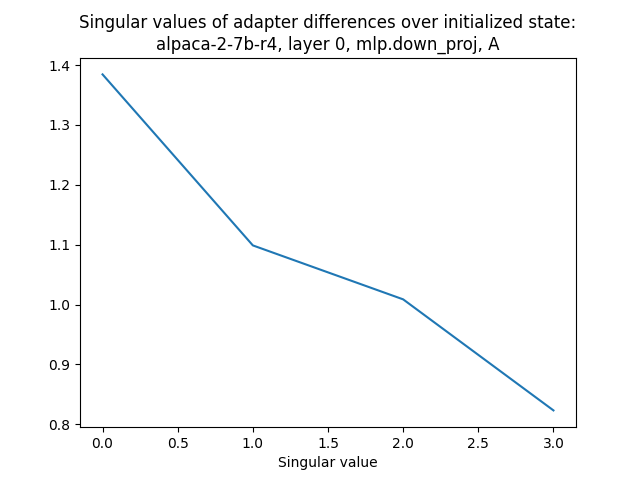 Singular values of adapter differences over initialized state:
alpaca-2-7b-r4, layer 0, mlp.down_proj, A
1.4
1.3
1.2
1.1
1.0
0.9
0.8
0.0 0.5 1.0 1.5 2.0 2.5 3.0
Singular value